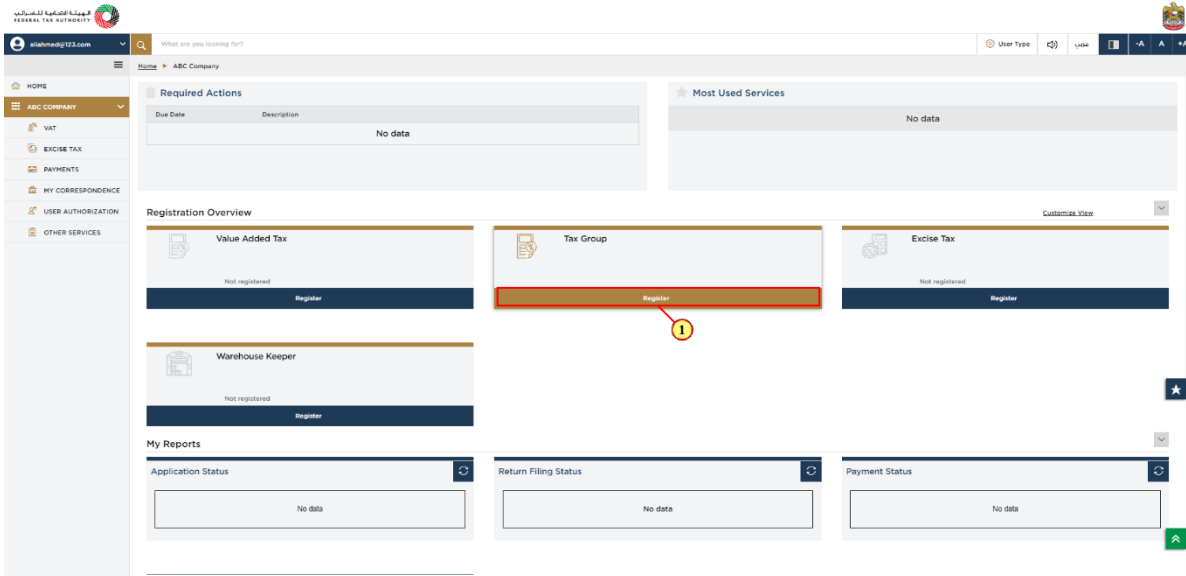 الهيئة الاتحادية للضرائب
FEDERAL TAX AUTHORITY
aliahmed@123.com
What are you looking for?
User Type
عربي
-A A +A
Home ABC Company
HOME
ABC COMPANY
VAT
EXCISE TAX
PAYMENTS
MY CORRESPONDENCE
USER AUTHORIZATION
OTHER SERVICES
Required Actions
Due Date Description
No data
Most Used Services
No data
Registration Overview
Customize View
Value Added Tax
Not registered
Register
Tax Group
Register
1
Excise Tax
Not registered
Register
Warehouse Keeper
Not registered
Register
My Reports
Application Status
No data
Return Filing Status
No data
Payment Status
No data